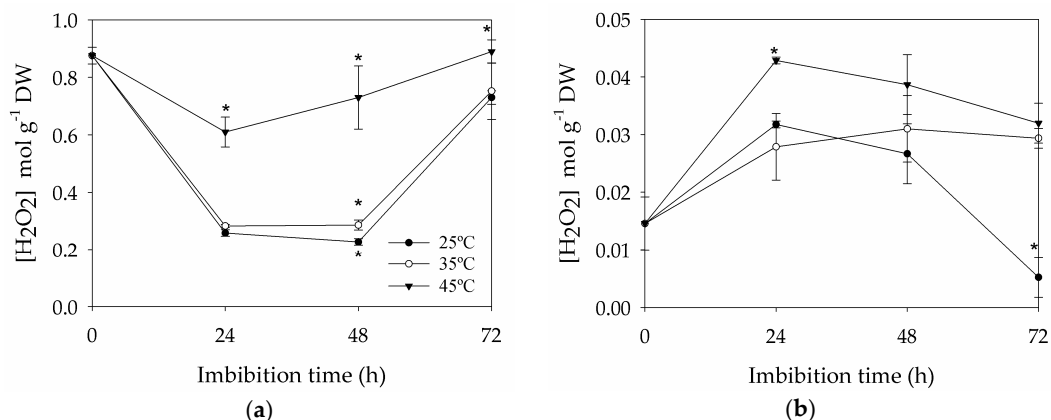 (a)
(b)
1.0
0.8
0.6
0.4
0.2
0.0
[H₂O₂] mol g⁻¹ DW
*
*
*
*
*
25ºC
35ºC
45ºC
0 24 48 72
Imbibition time (h)
(a)
0.05
0.04
0.03
0.02
0.01
0.00
[H₂O₂] mol g⁻¹ DW
*
*
0 24 48 72
Imbibition time (h)
(b)